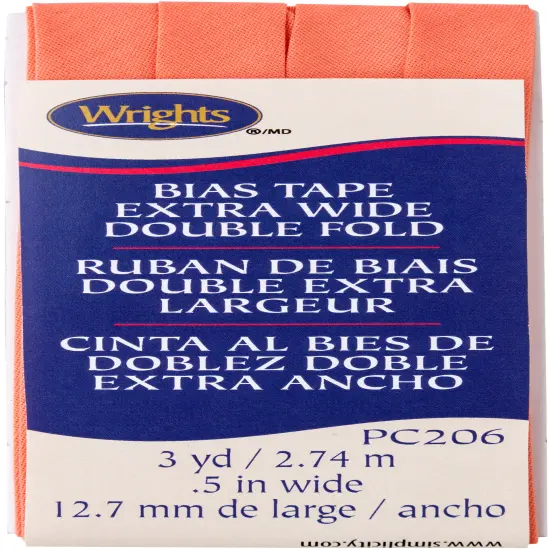 Wrights
®/MD
BIAS TAPE
EXTRA WIDE
DOUBLE FOLD
RUBAN DE BIAIS
DOUBLE EXTRA
LARGEUR
CINTA AL BIES DE
DOBLEZ DOBLE
EXTRA ANCHO
PC206
3 yd / 2.74 m
.5 in wide
12.7 mm de large / ancho
www.simplicity.com